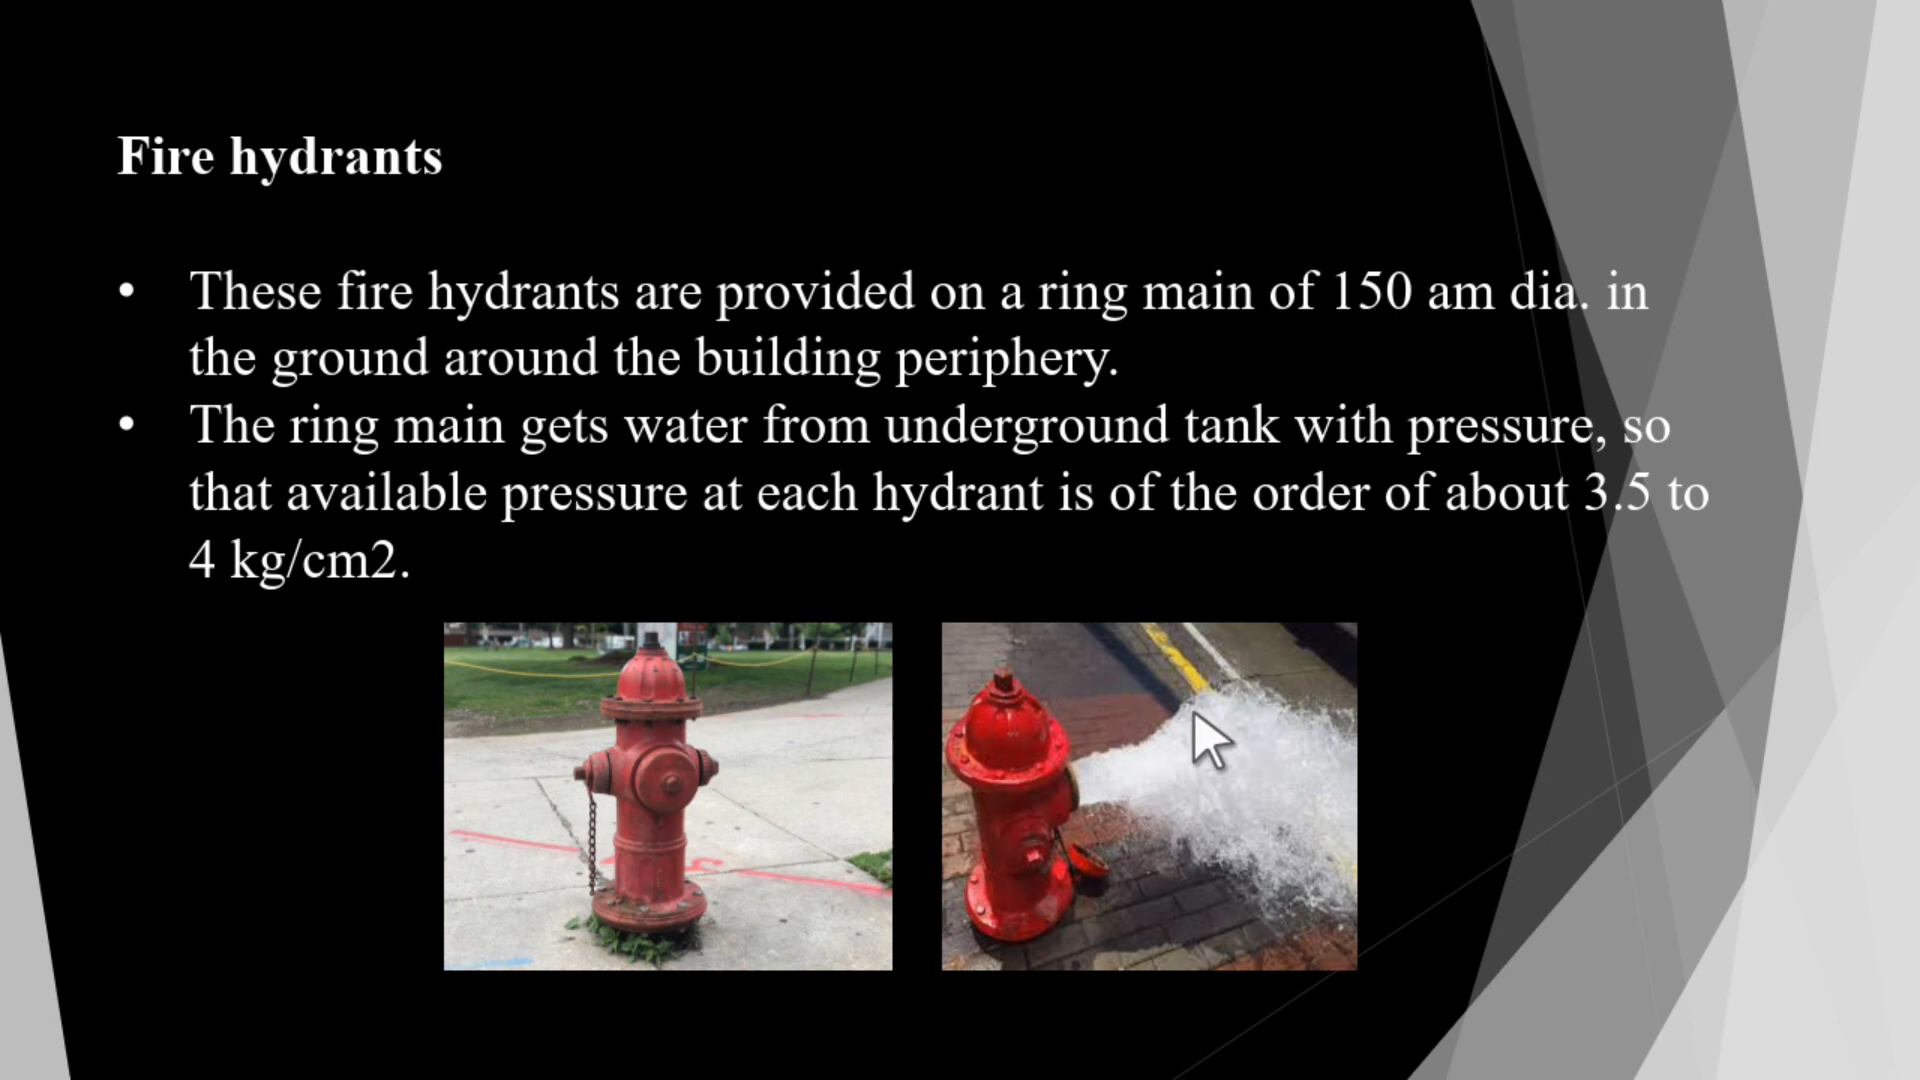 Fire hydrants
• These fire hydrants are provided on a ring main of 150 am dia. in
the ground around the building periphery.
• The ring main gets water from underground tank with pressure, so
that available pressure at each hydrant is of the order of about 3.5 to
4 kg/cm2.